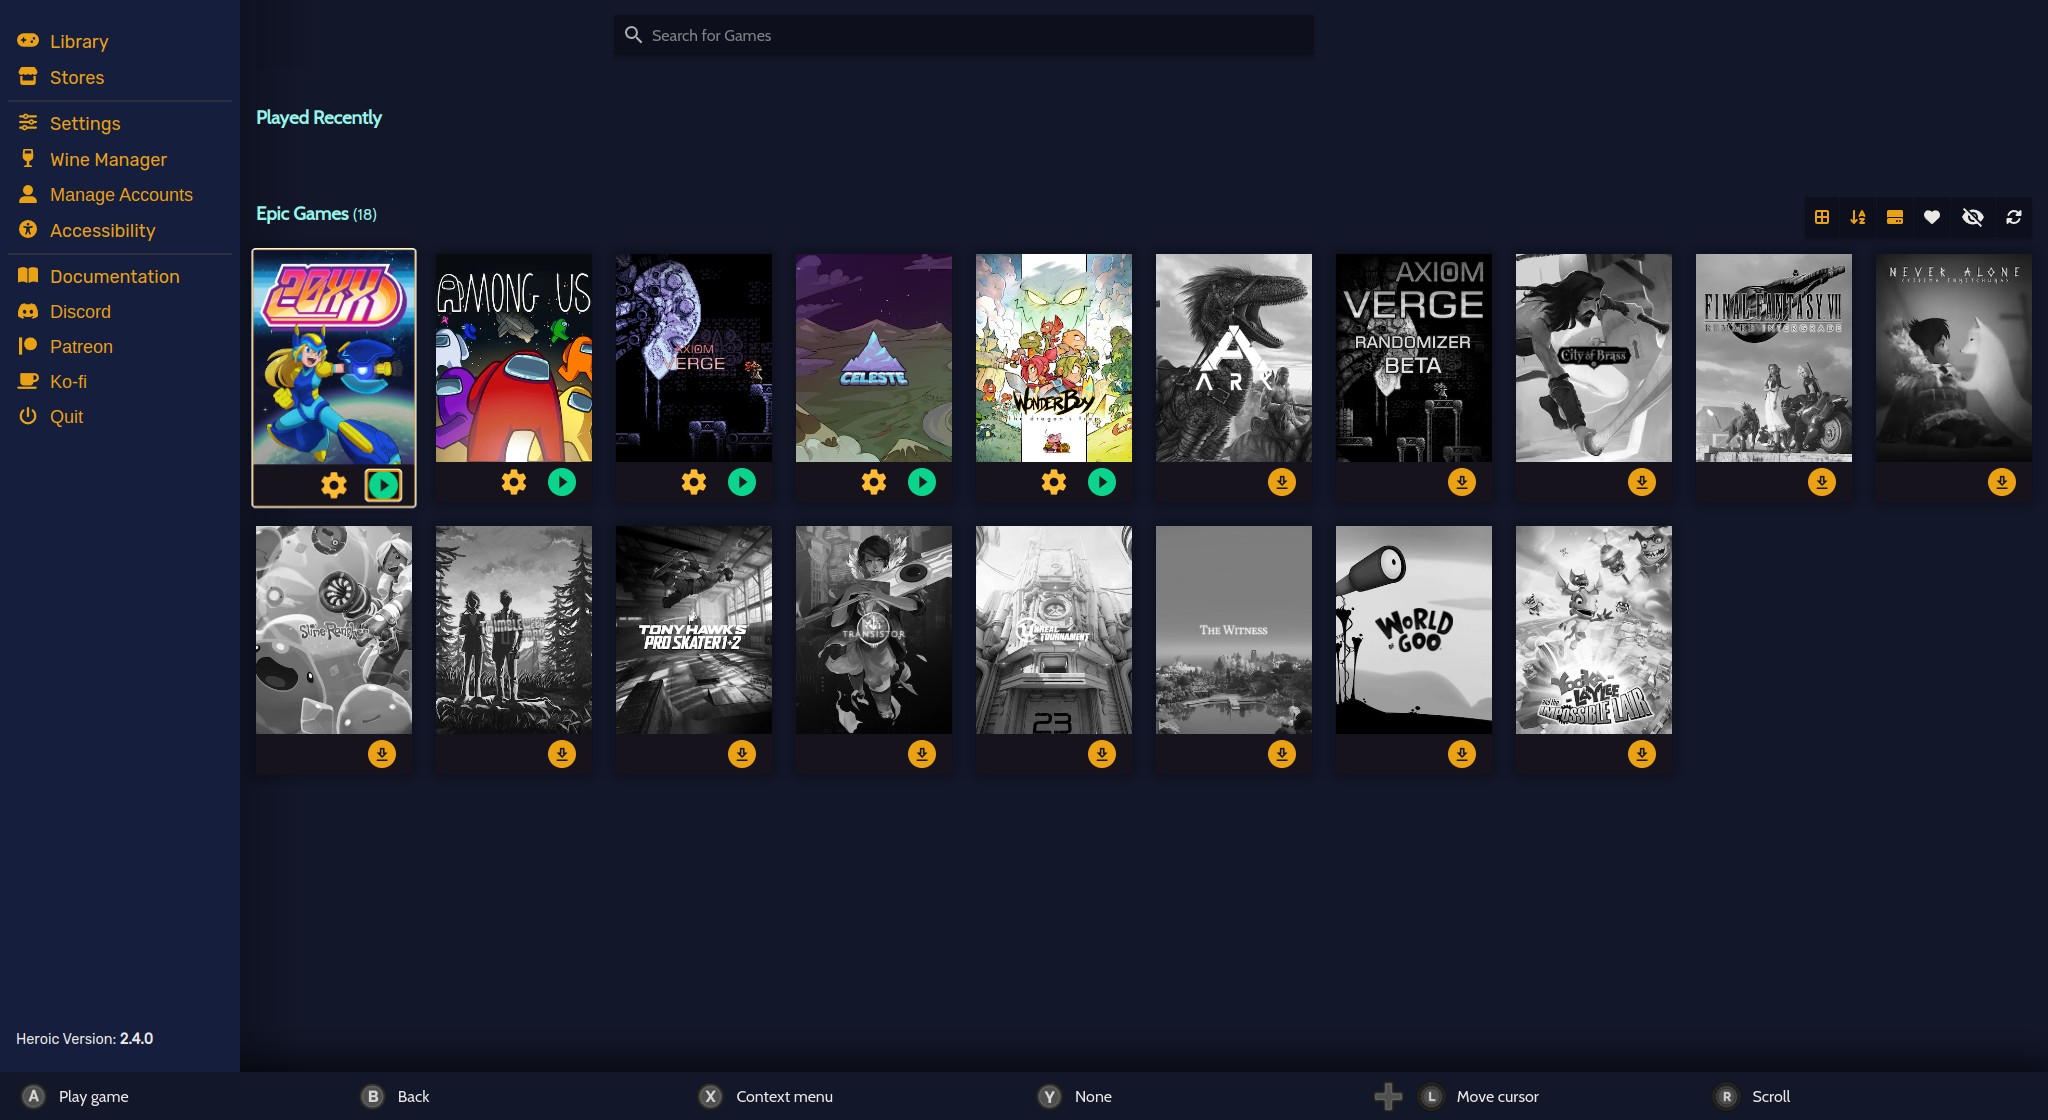 Library
Stores
Settings
Wine Manager
Manage Accounts
Accessibility
Documentation
Discord
Patreon
Ko-fi
Quit
Heroic Version: 2.4.0
Search for Games
Played Recently
Epic Games (18)
20XX
AMONG US
AXIOM
VERGE
CELESTE
WONDER BOY
ARK
AXIOM
VERGE
RANDOMIZER
BETA
City of Brass
FINAL FANTASY VII
REMAKE INTERGRADE
NEVER ALONE
Slime Rancher
TONY HAWK'S
PRO SKATER 1+2
TRANSISTOR
TOURNAMENT
23
THE WITNESS
WORLD
OF GOO
Yooka-
LAYLEE
and the
IMPOSSIBLE LAIR
A Play game
B Back
X Context menu
Y None
L Move cursor
R Scroll